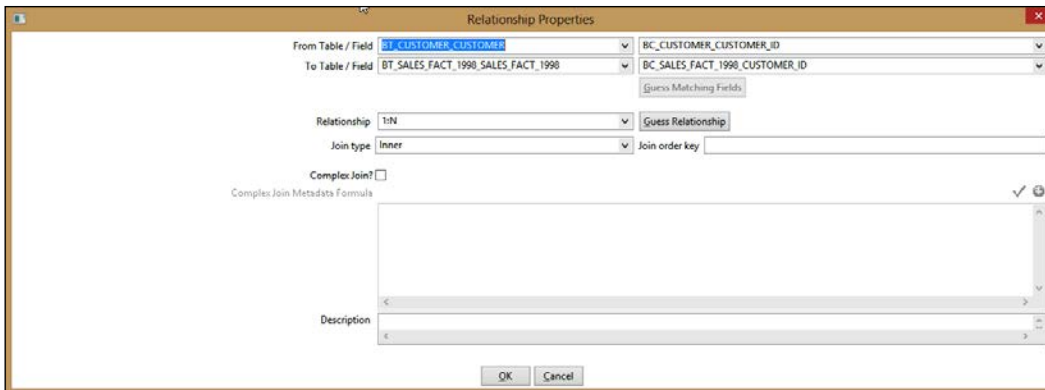 Relationship Properties
From Table / Field BT_CUSTOMER_CUSTOMER BC_CUSTOMER_CUSTOMER_ID
To Table / Field BT_SALES_FACT_1998_SALES_FACT_1998 BC_SALES_FACT_1998_CUSTOMER_ID
Guess Matching Fields
Relationship 1:N Guess Relationship
Join type Inner Join order key
Complex Join?
Complex Join Metadata Formula
Description
OK Cancel